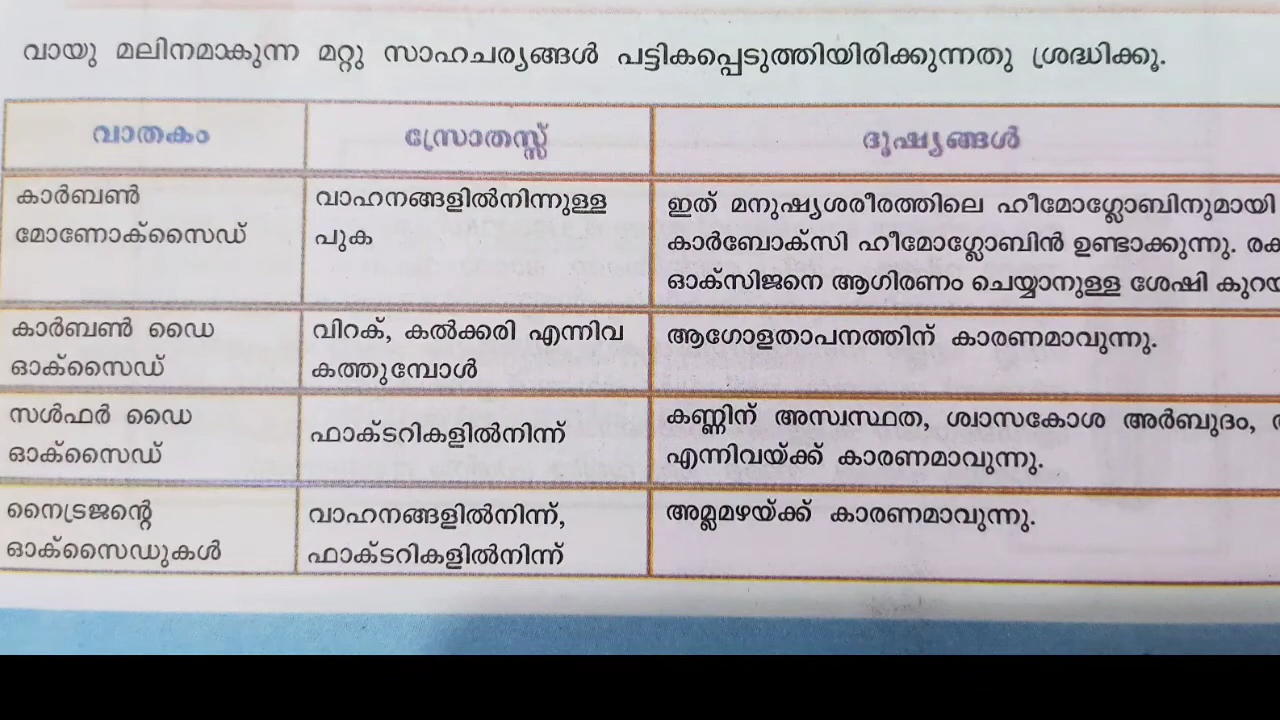 വായു മലിനമാകുന്ന മറ്റു സാഹചര്യങ്ങൾ പട്ടികപ്പെടുത്തിയിരിക്കുന്നതു ശ്രദ്ധിക്കൂ.
വാതകം
സ്രോതസ്സ്
ദൂഷ്യങ്ങൾ
കാർബൺ
മോണോക്സൈഡ്
വാഹനങ്ങളിൽനിന്നുള്ള
പുക
ഇത് മനുഷ്യശരീരത്തിലെ ഹീമോഗ്ലോബിനുമായി
കാർബോക്സി ഹീമോഗ്ലോബിൻ ഉണ്ടാക്കുന്നു.
ഓക്സിജനെ ആഗിരണം ചെയ്യാനുള്ള ശേഷി
കാർബൺ ഡൈ
ഓക്സൈഡ്
വിറക്, കൽക്കരി എന്നിവ
കത്തുമ്പോൾ
ആഗോളതാപനത്തിന് കാരണമാവുന്നു.
സൾഫർ ഡൈ
ഓക്സൈഡ്
ഫാക്ടറികളിൽനിന്ന്
കണ്ണിന് അസ്വസ്ഥത, ശ്വാസകോശ അർബുദം,
എന്നിവയ്ക്ക് കാരണമാവുന്നു.
നൈട്രജന്റെ
ഓക്സൈഡുകൾ
വാഹനങ്ങളിൽനിന്ന്,
ഫാക്ടറികളിൽനിന്ന്
അമ്ലമഴയ്ക്ക് കാരണമാവുന്നു.